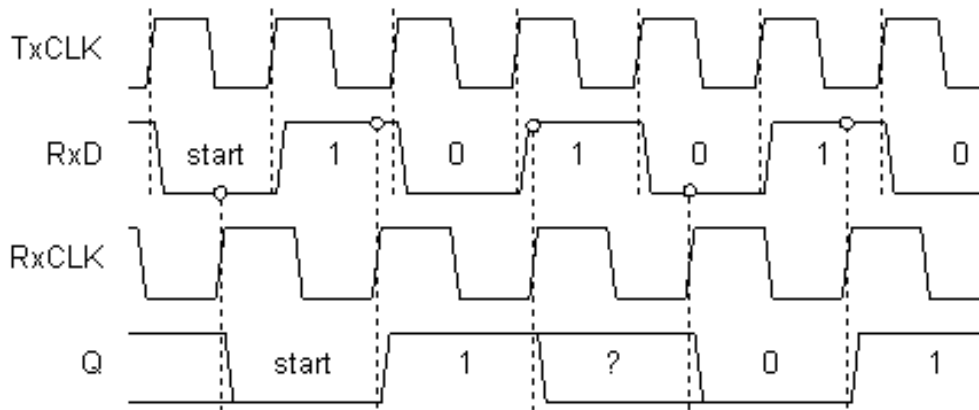 TxCLK
RxD start 1 0 1 0 1 0
RxCLK
Q start 1 ? 0 1